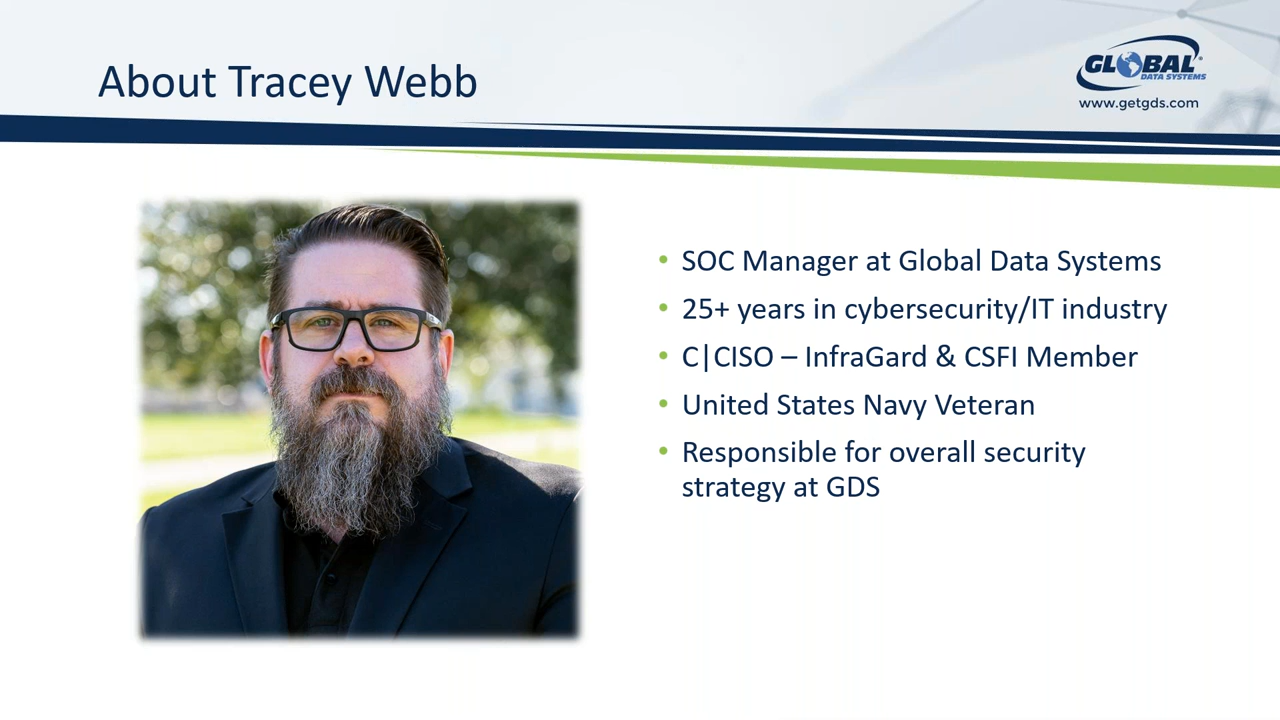 About Tracey Webb
GLOBAL®
DATA SYSTEMS
www.getgds.com
• SOC Manager at Global Data Systems
• 25+ years in cybersecurity/IT industry
• C|CISO – InfraGard & CSFI Member
• United States Navy Veteran
• Responsible for overall security
strategy at GDS